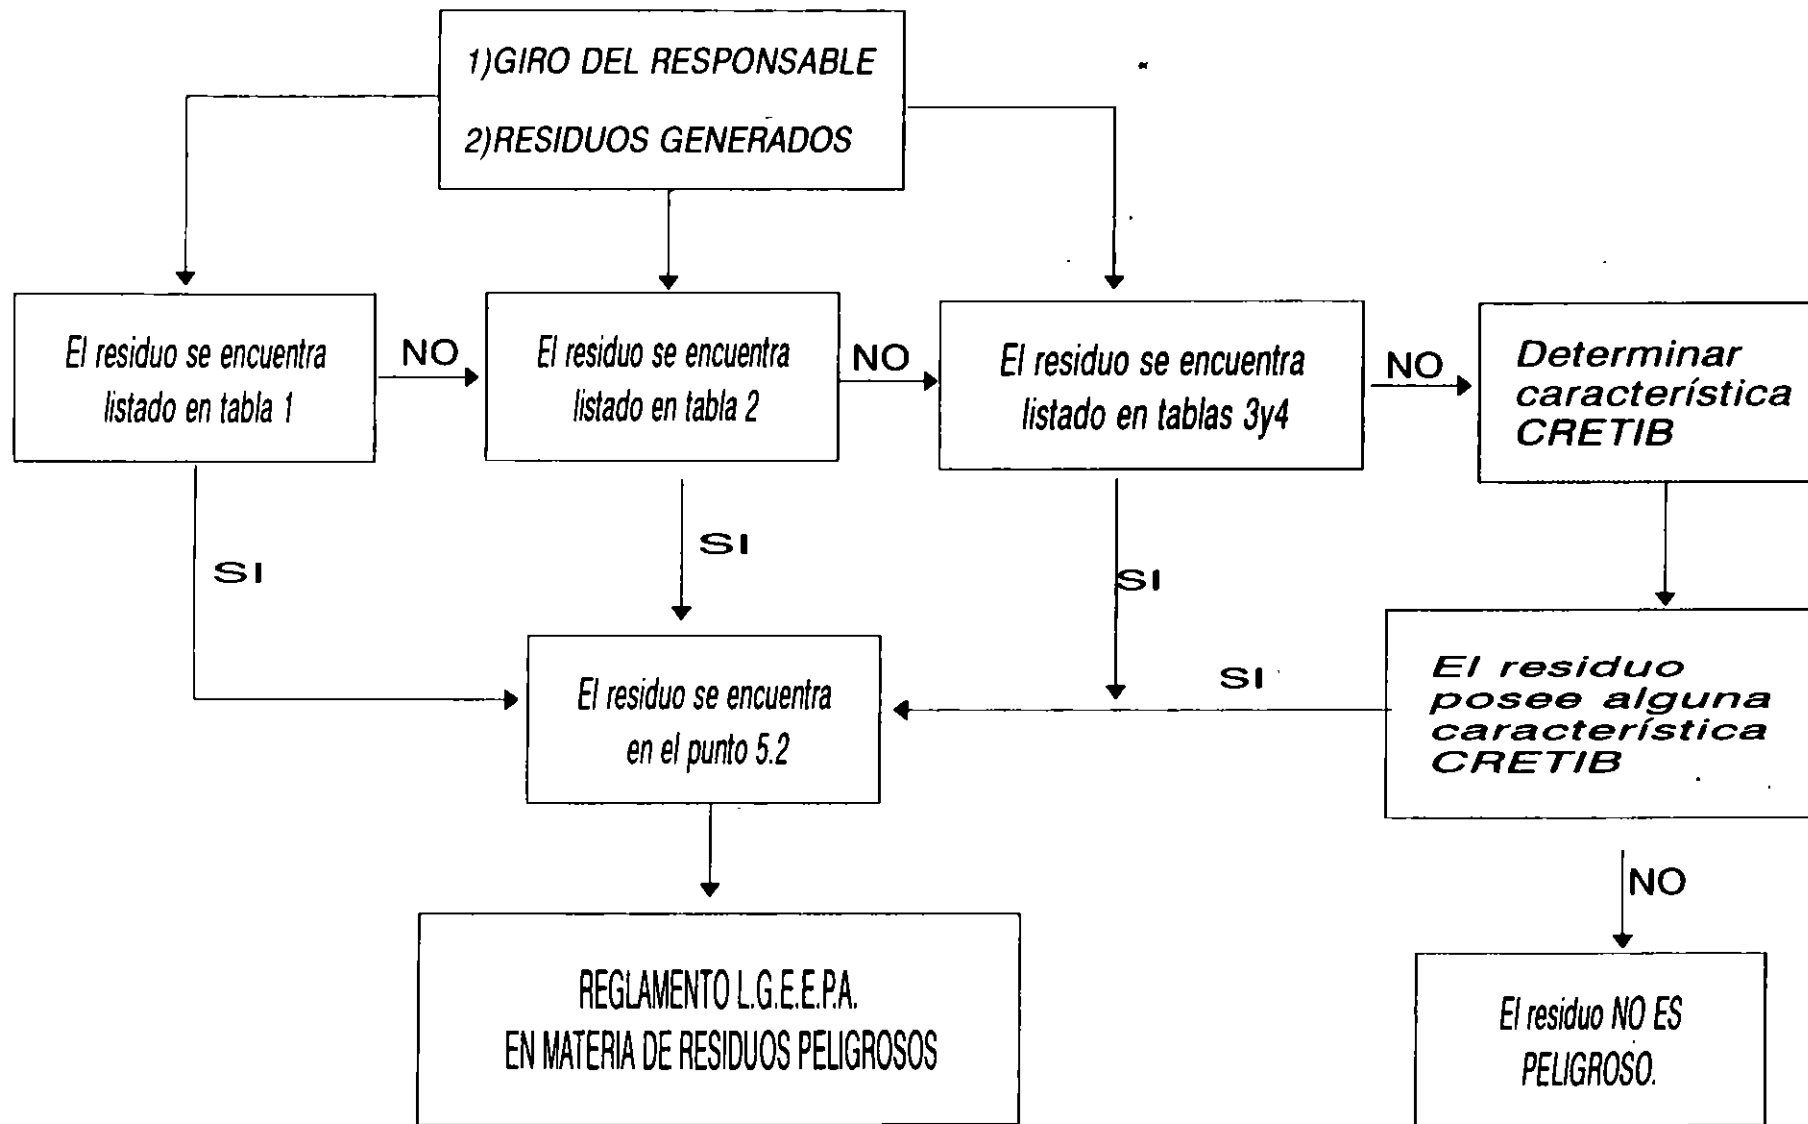 1)GIRO DEL RESPONSABLE
2)RESIDUOS GENERADOS
El residuo se encuentra
listado en tabla 1
NO
El residuo se encuentra
listado en tabla 2
NO
El residuo se encuentra
listado en tablas 3y4
NO
Determinar
característica
CRETIB
SI
SI
SI
El residuo se encuentra
en el punto 5.2
SI
El residuo
posee alguna
característica
CRETIB
NO
REGLAMENTO L.G.E.E.P.A.
EN MATERIA DE RESIDUOS PELIGROSOS
El residuo NO ES
PELIGROSO.